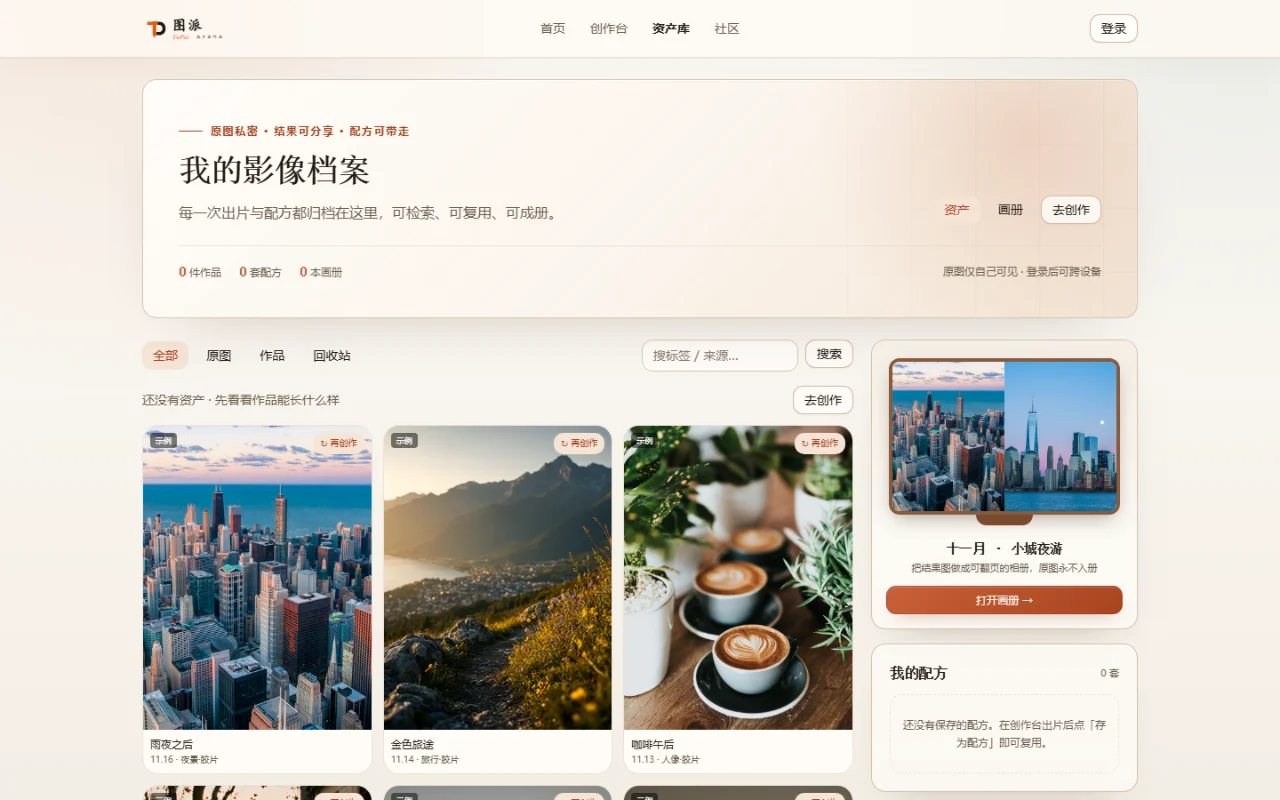 图派
首页
创作台
资产库
社区
登录
原图私密 • 结果可分享 • 配方可带走
我的影像档案
每一次出片与配方都归档在这里，可检索、可复用、可成册。
资产
画册
去创作
0 件作品
0 套配方
0 本画册
原图仅自己可见 · 登录后可跨设备
全部
原图
作品
回收站
搜标签 / 来源...
搜索
还没有资产 · 先看看作品能长什么样
去创作
示例
↻ 再创作
示例
↻ 再创作
示例
↻ 再创作
雨夜之后
11.16 · 夜景·胶片
金色旅途
11.14 · 旅行·胶片
咖啡午后
11.13 · 人像·胶片
十一月 · 小城夜游
把结果图做成可翻页的相册，原图永不入册
打开画册 →
我的配方
0 套
还没有保存的配方。在创作台出片后点「存
为配方」即可复用。